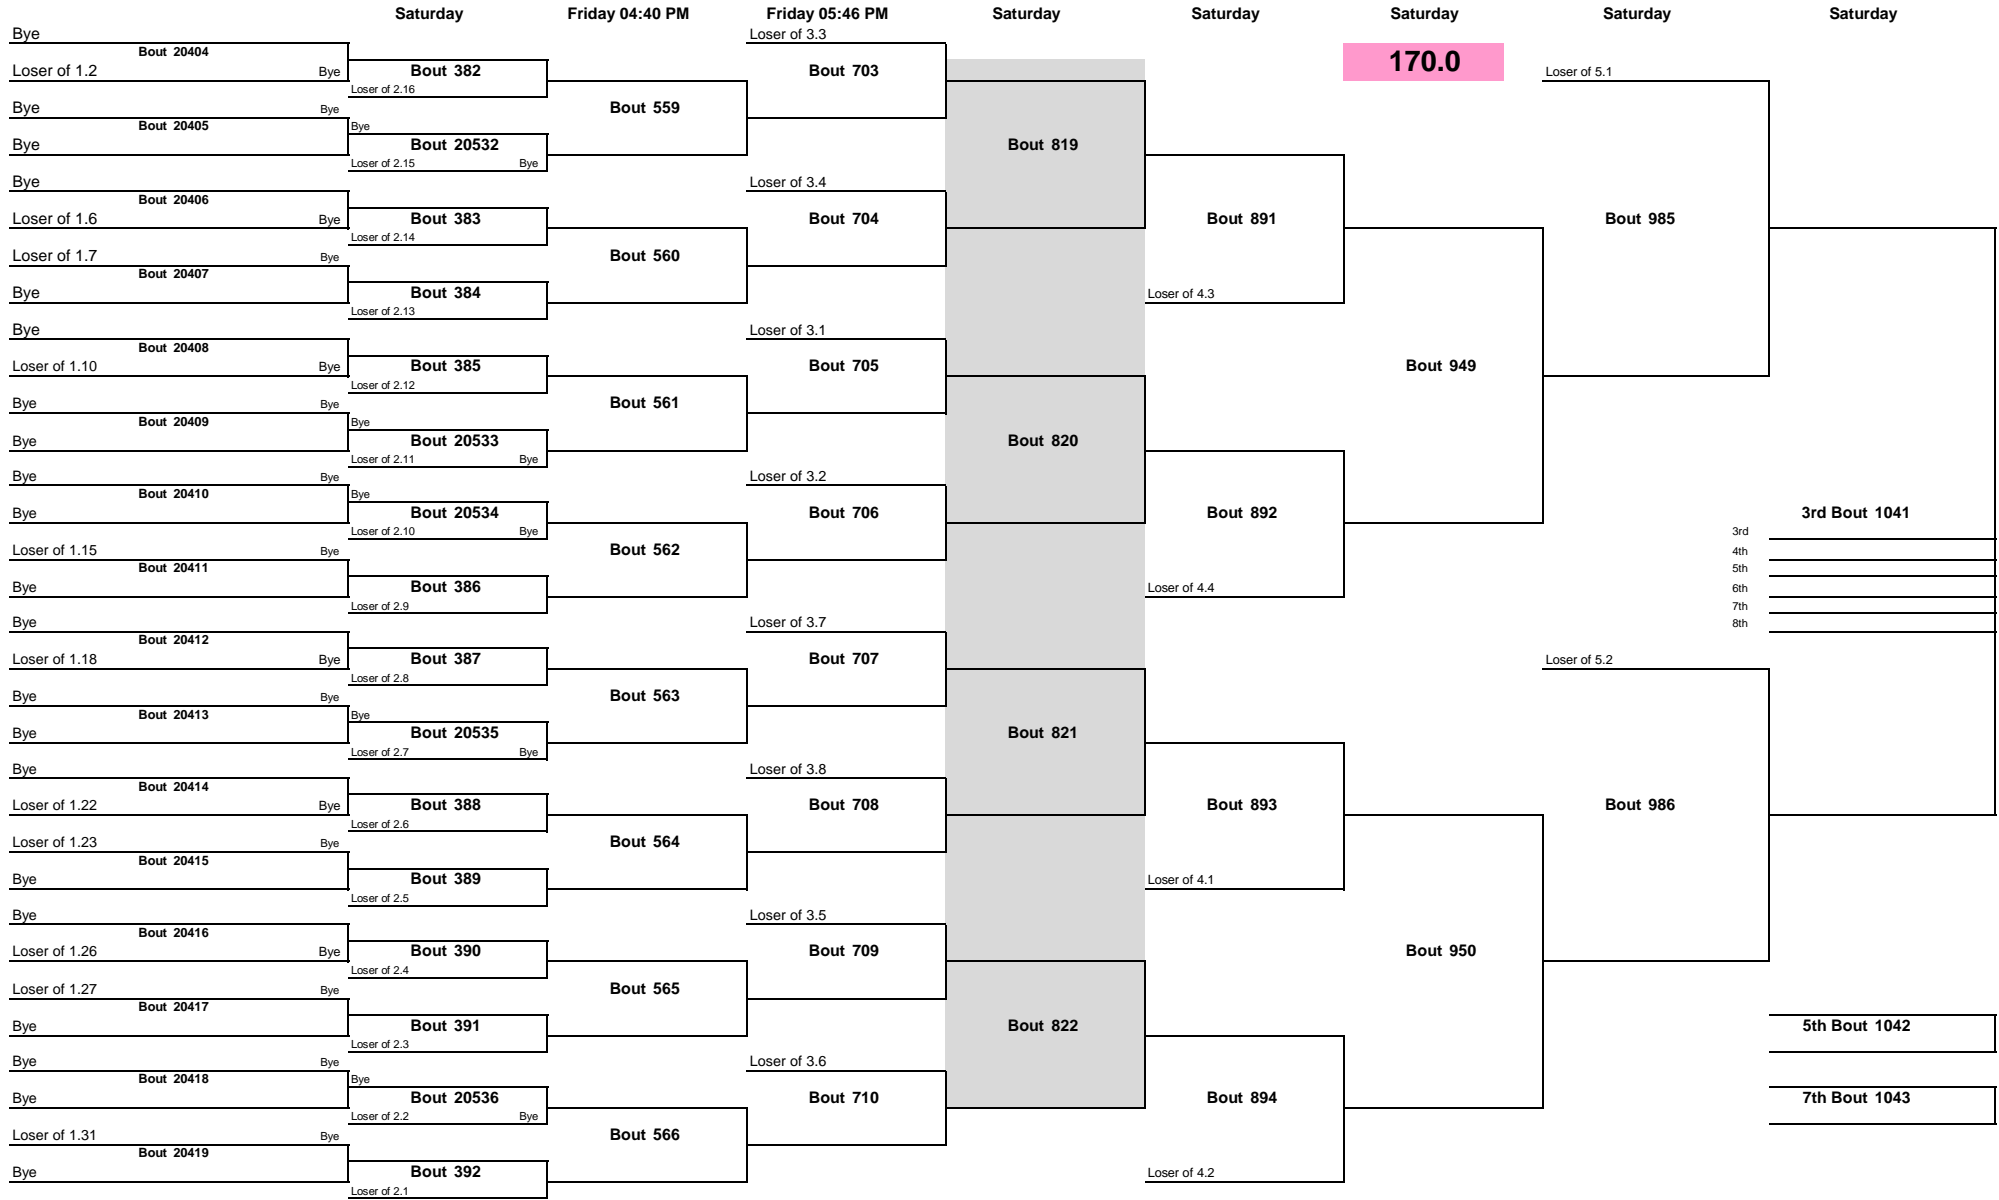 Saturday Friday 04:40 PM Friday 05:46 PM Saturday Saturday Saturday Saturday Saturday
Bye Loser of 3.3
Bout 20404 170.0
Loser of 1.2 Bye Bout 382 Bout 703 Loser of 5.1
Loser of 2.16
Bye Bye Bout 559
Bout 20405 Bye
Bye Bout 20532 Bout 819
Loser of 2.15 Bye
Bye Loser of 3.4
Bout 20406
Loser of 1.6 Bye Bout 383 Bout 704 Bout 891 Bout 985
Loser of 2.14
Loser of 1.7 Bye Bout 560
Bout 20407
Bye Bout 384 Loser of 4.3
Loser of 2.13
Bye Loser of 3.1
Bout 20408
Loser of 1.10 Bye Bout 385 Bout 705 Bout 949
Loser of 2.12
Bye Bye Bout 561
Bout 20409 Bye
Bye Bout 20533 Bout 820
Loser of 2.11 Bye
Bye Bye Loser of 3.2
Bout 20410 Bye
Bye Bout 20534 Bout 706 Bout 892 3rd Bout 1041
Loser of 2.10 Bye 3rd
Loser of 1.15 Bye Bout 562 4th
Bout 20411 5th
Bye Bout 386 Loser of 4.4 6th
Loser of 2.9 7th
Bye Loser of 3.7 8th
Bout 20412
Loser of 1.18 Bye Bout 387 Bout 707 Loser of 5.2
Loser of 2.8
Bye Bye Bout 563
Bout 20413 Bye
Bye Bout 20535 Bout 821
Loser of 2.7 Bye
Bye Loser of 3.8
Bout 20414
Loser of 1.22 Bye Bout 388 Bout 708 Bout 893 Bout 986
Loser of 2.6
Loser of 1.23 Bye Bout 564
Bout 20415
Bye Bout 389 Loser of 4.1
Loser of 2.5
Bye Loser of 3.5
Bout 20416
Loser of 1.26 Bye Bout 390 Bout 709 Bout 950
Loser of 2.4
Loser of 1.27 Bye Bout 565
Bout 20417
Bye Bout 391 Bout 822 5th Bout 1042
Loser of 2.3
Bye Bye Loser of 3.6
Bout 20418 Bye
Bye Bout 20536 Bout 710 Bout 894 7th Bout 1043
Loser of 2.2 Bye
Loser of 1.31 Bye Bout 566
Bout 20419
Bye Bout 392 Loser of 4.2
Loser of 2.1